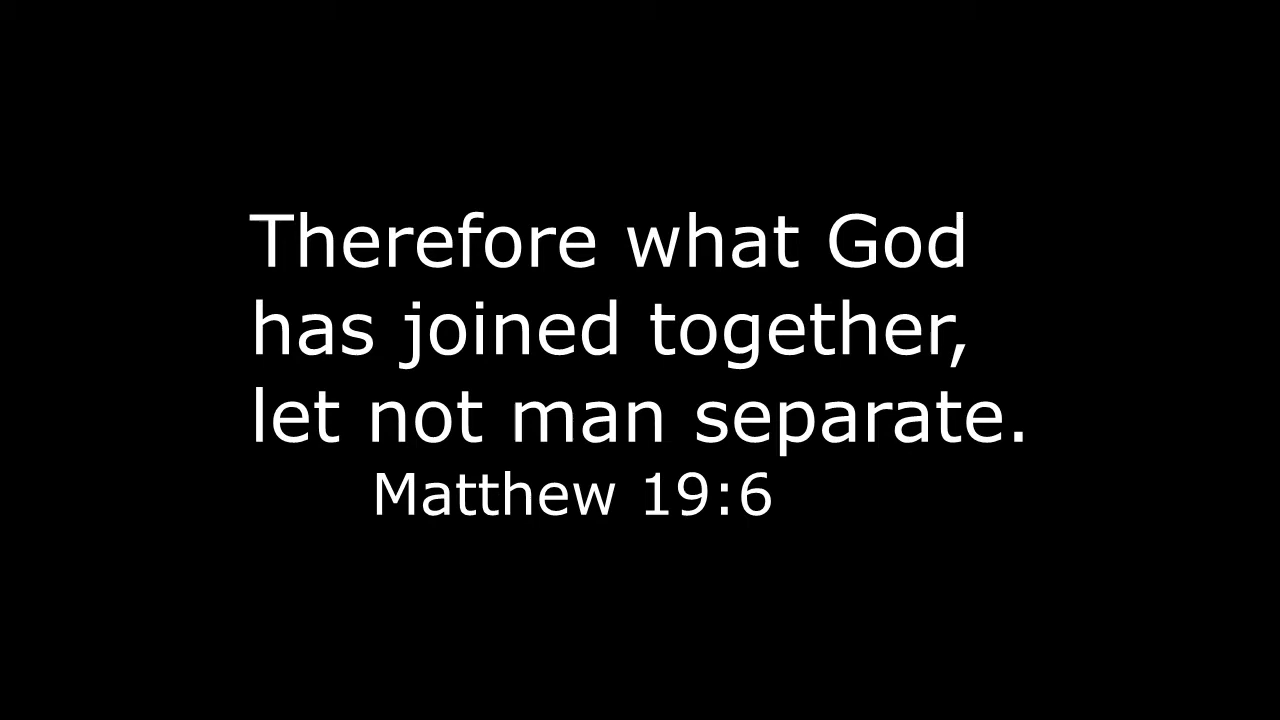 Therefore what God
has joined together,
let not man separate.
Matthew 19:6